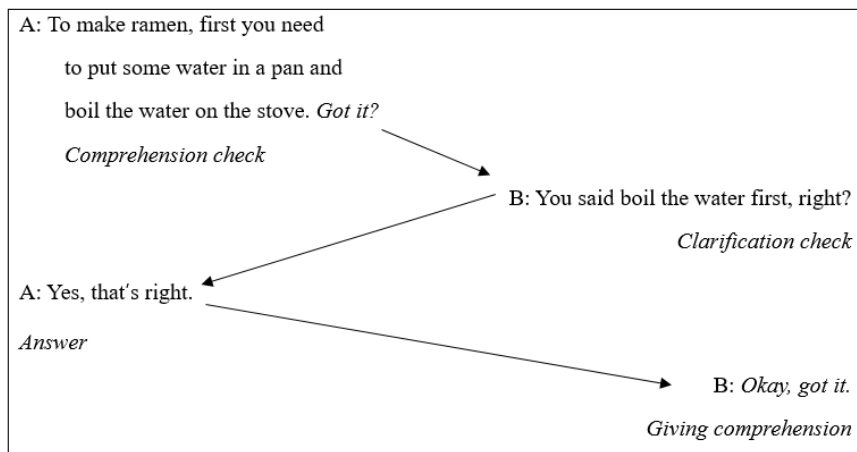 A: To make ramen, first you need
to put some water in a pan and
boil the water on the stove. Got it?
Comprehension check
B: You said boil the water first, right?
Clarification check
A: Yes, that's right.
Answer
B: Okay, got it.
Giving comprehension